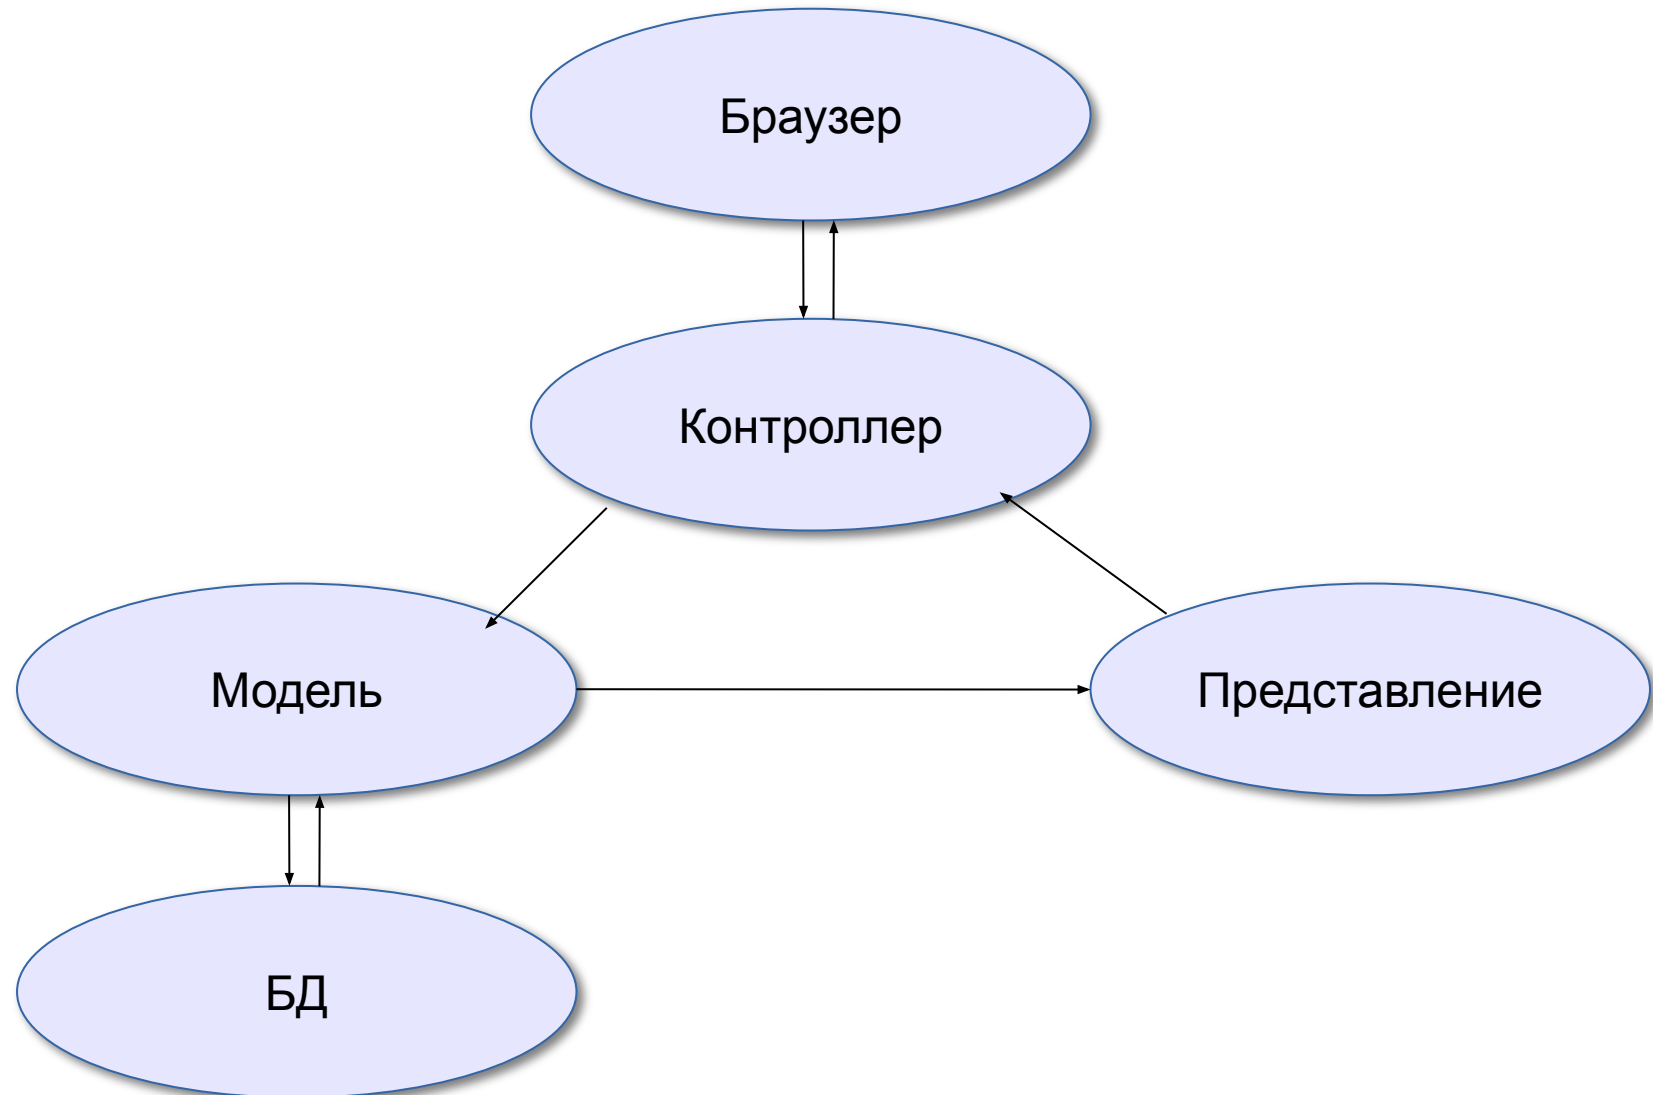 Браузер
Контроллер
Модель
Представление
БД